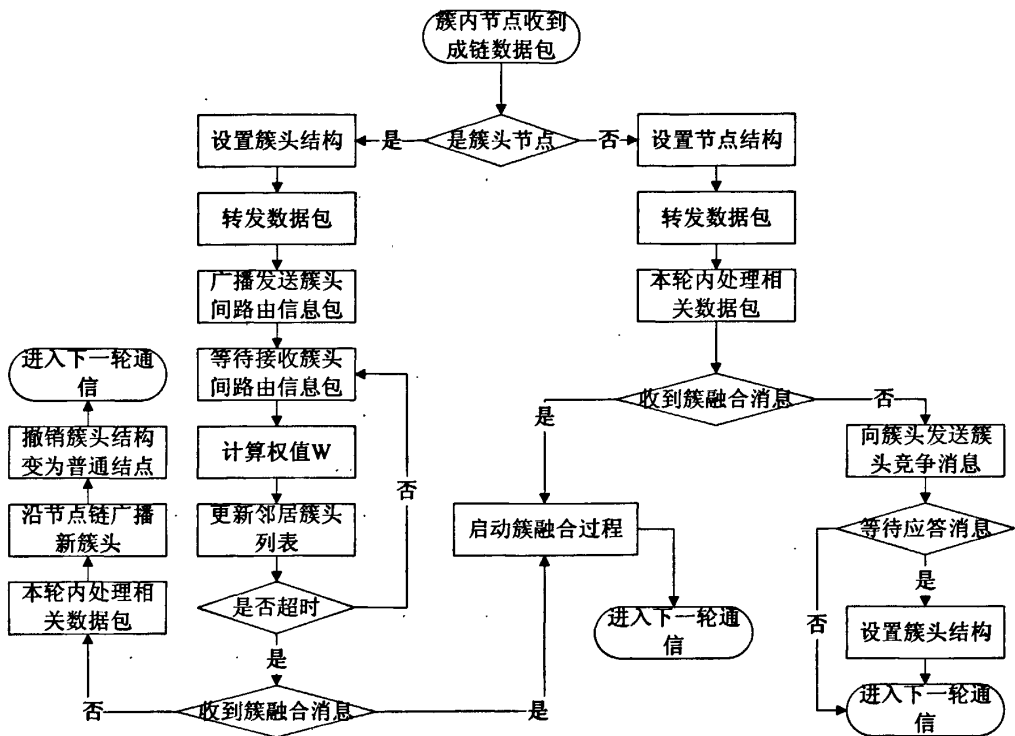 簇内节点收到
成链数据包
设置簇头结构
是
是簇头节点
否
设置节点结构
转发数据包
转发数据包
广播发送簇头
间路由信息包
本轮内处理相
关数据包
进入下一轮通
信
等待接收簇头
间路由信息包
收到簇融合消息
是
否
撤销簇头结构
变为普通结点
计算权值W
向簇头发送簇
头竞争消息
否
沿节点链广播
新簇头
更新邻居簇头
列表
启动簇融合过程
等待应答消息
是
本轮内处理相
关数据包
是否超时
进入下一轮通
信
否
设置簇头结构
是
否
收到簇融合消息
是
进入下一轮通
信